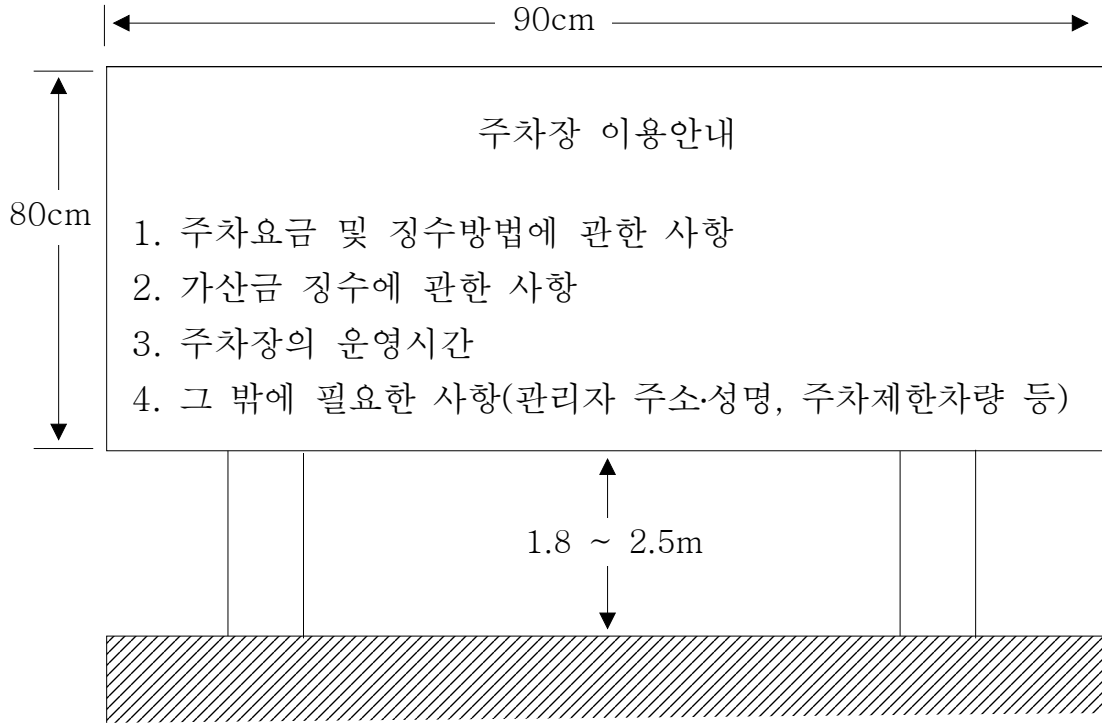 90cm
주차장 이용안내
80cm
1. 주차요금 및 징수방법에 관한 사항
2. 가산금 징수에 관한 사항
3. 주차장의 운영시간
4. 그 밖에 필요한 사항(관리자 주소·성명, 주차제한차량 등)
1.8 ~ 2.5m